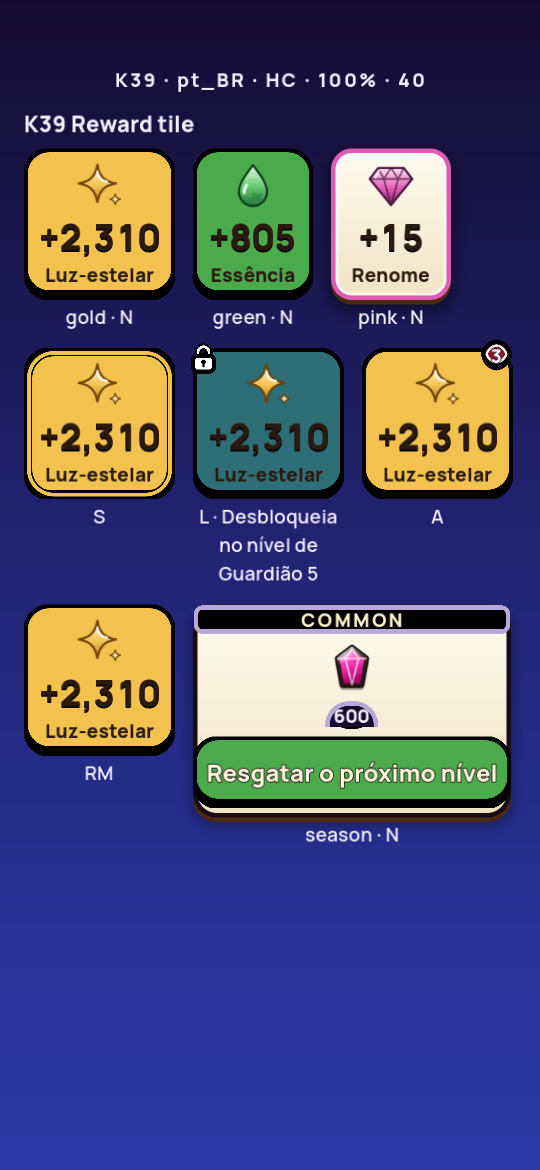 K39 · pt_BR · HC · 100% · 40
K39 Reward tile
+2,310
Luz-estelar
gold · N
+805
Essência
green · N
+15
Renome
pink · N
+2,310
Luz-estelar
S
+2,310
Luz-estelar
L · Desbloqueia
no nível de
Guardião 5
3
+2,310
Luz-estelar
A
+2,310
Luz-estelar
RM
COMMON
600
Resgatar o próximo nível
season · N